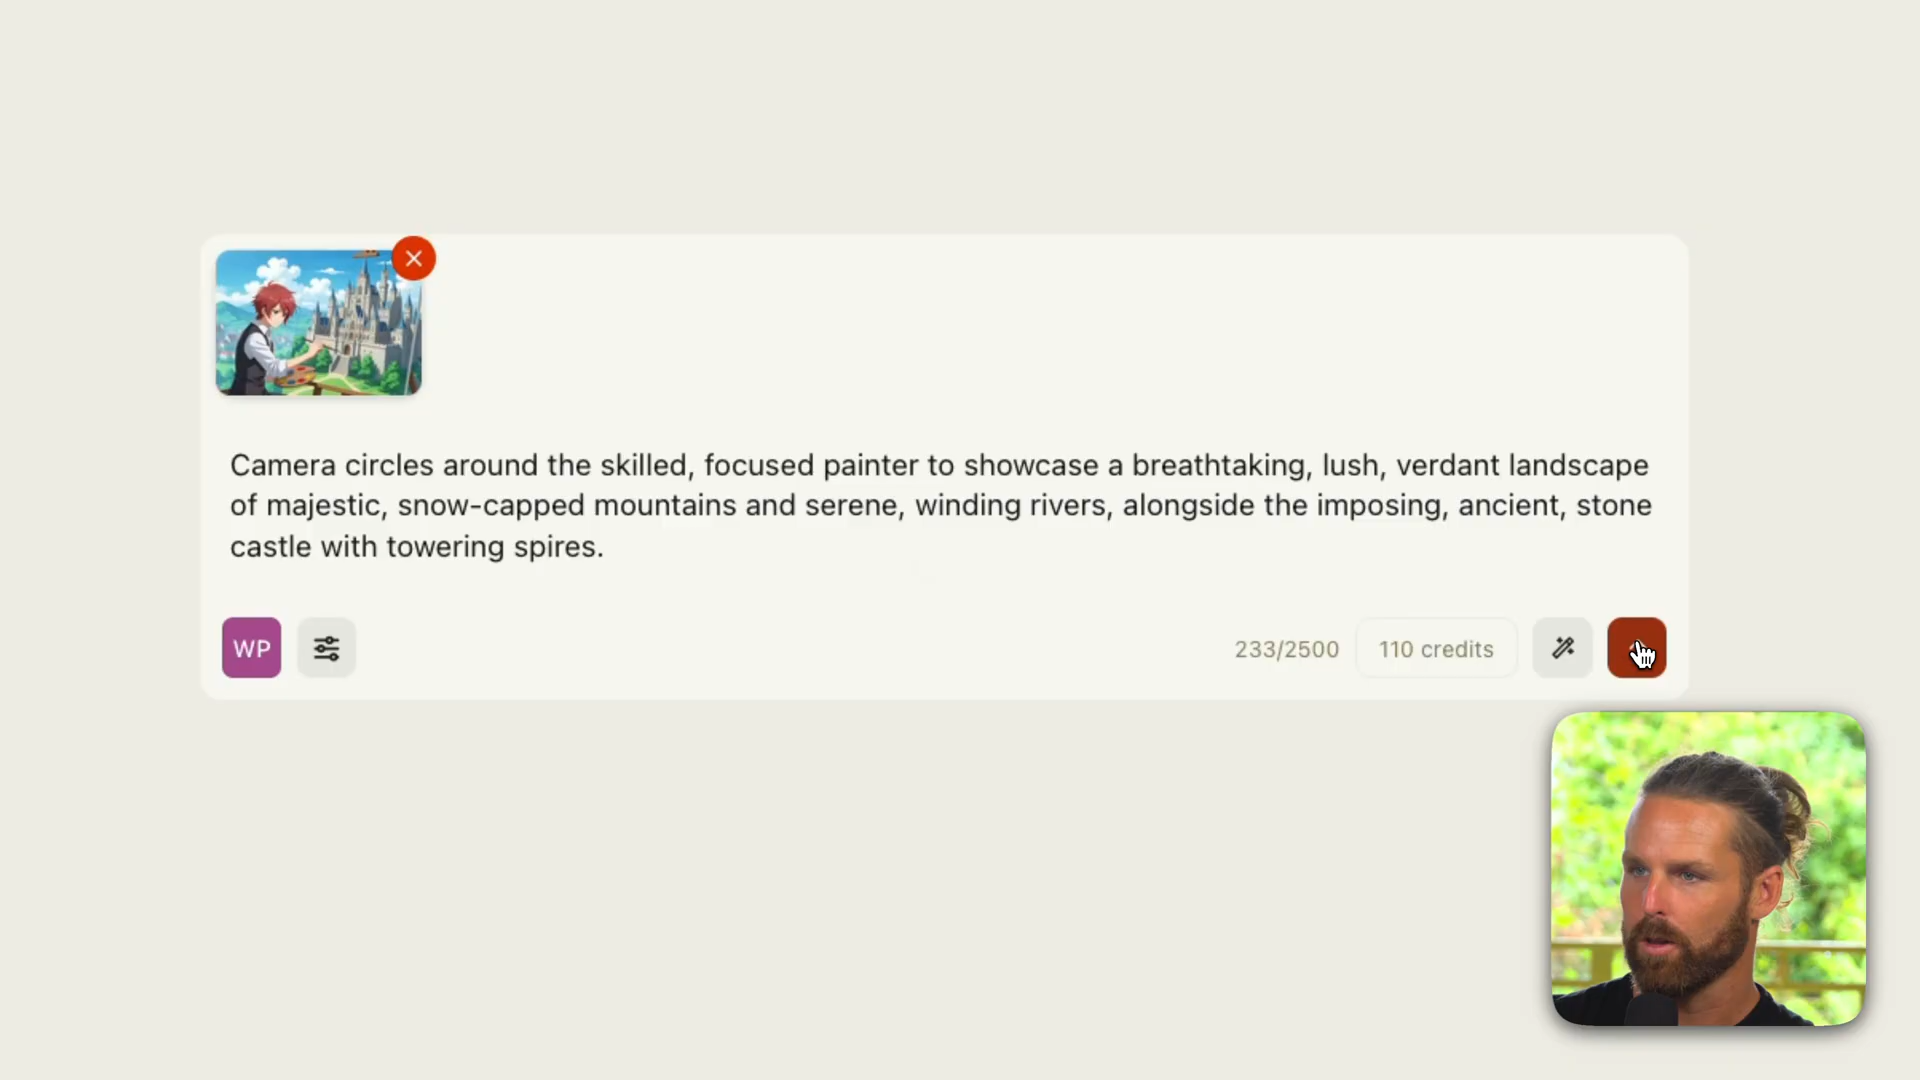 Camera circles around the skilled, focused painter to showcase a breathtaking, lush, verdant landscape
of majestic, snow-capped mountains and serene, winding rivers, alongside the imposing, ancient, stone
castle with towering spires.
WP
233/2500
110 credits